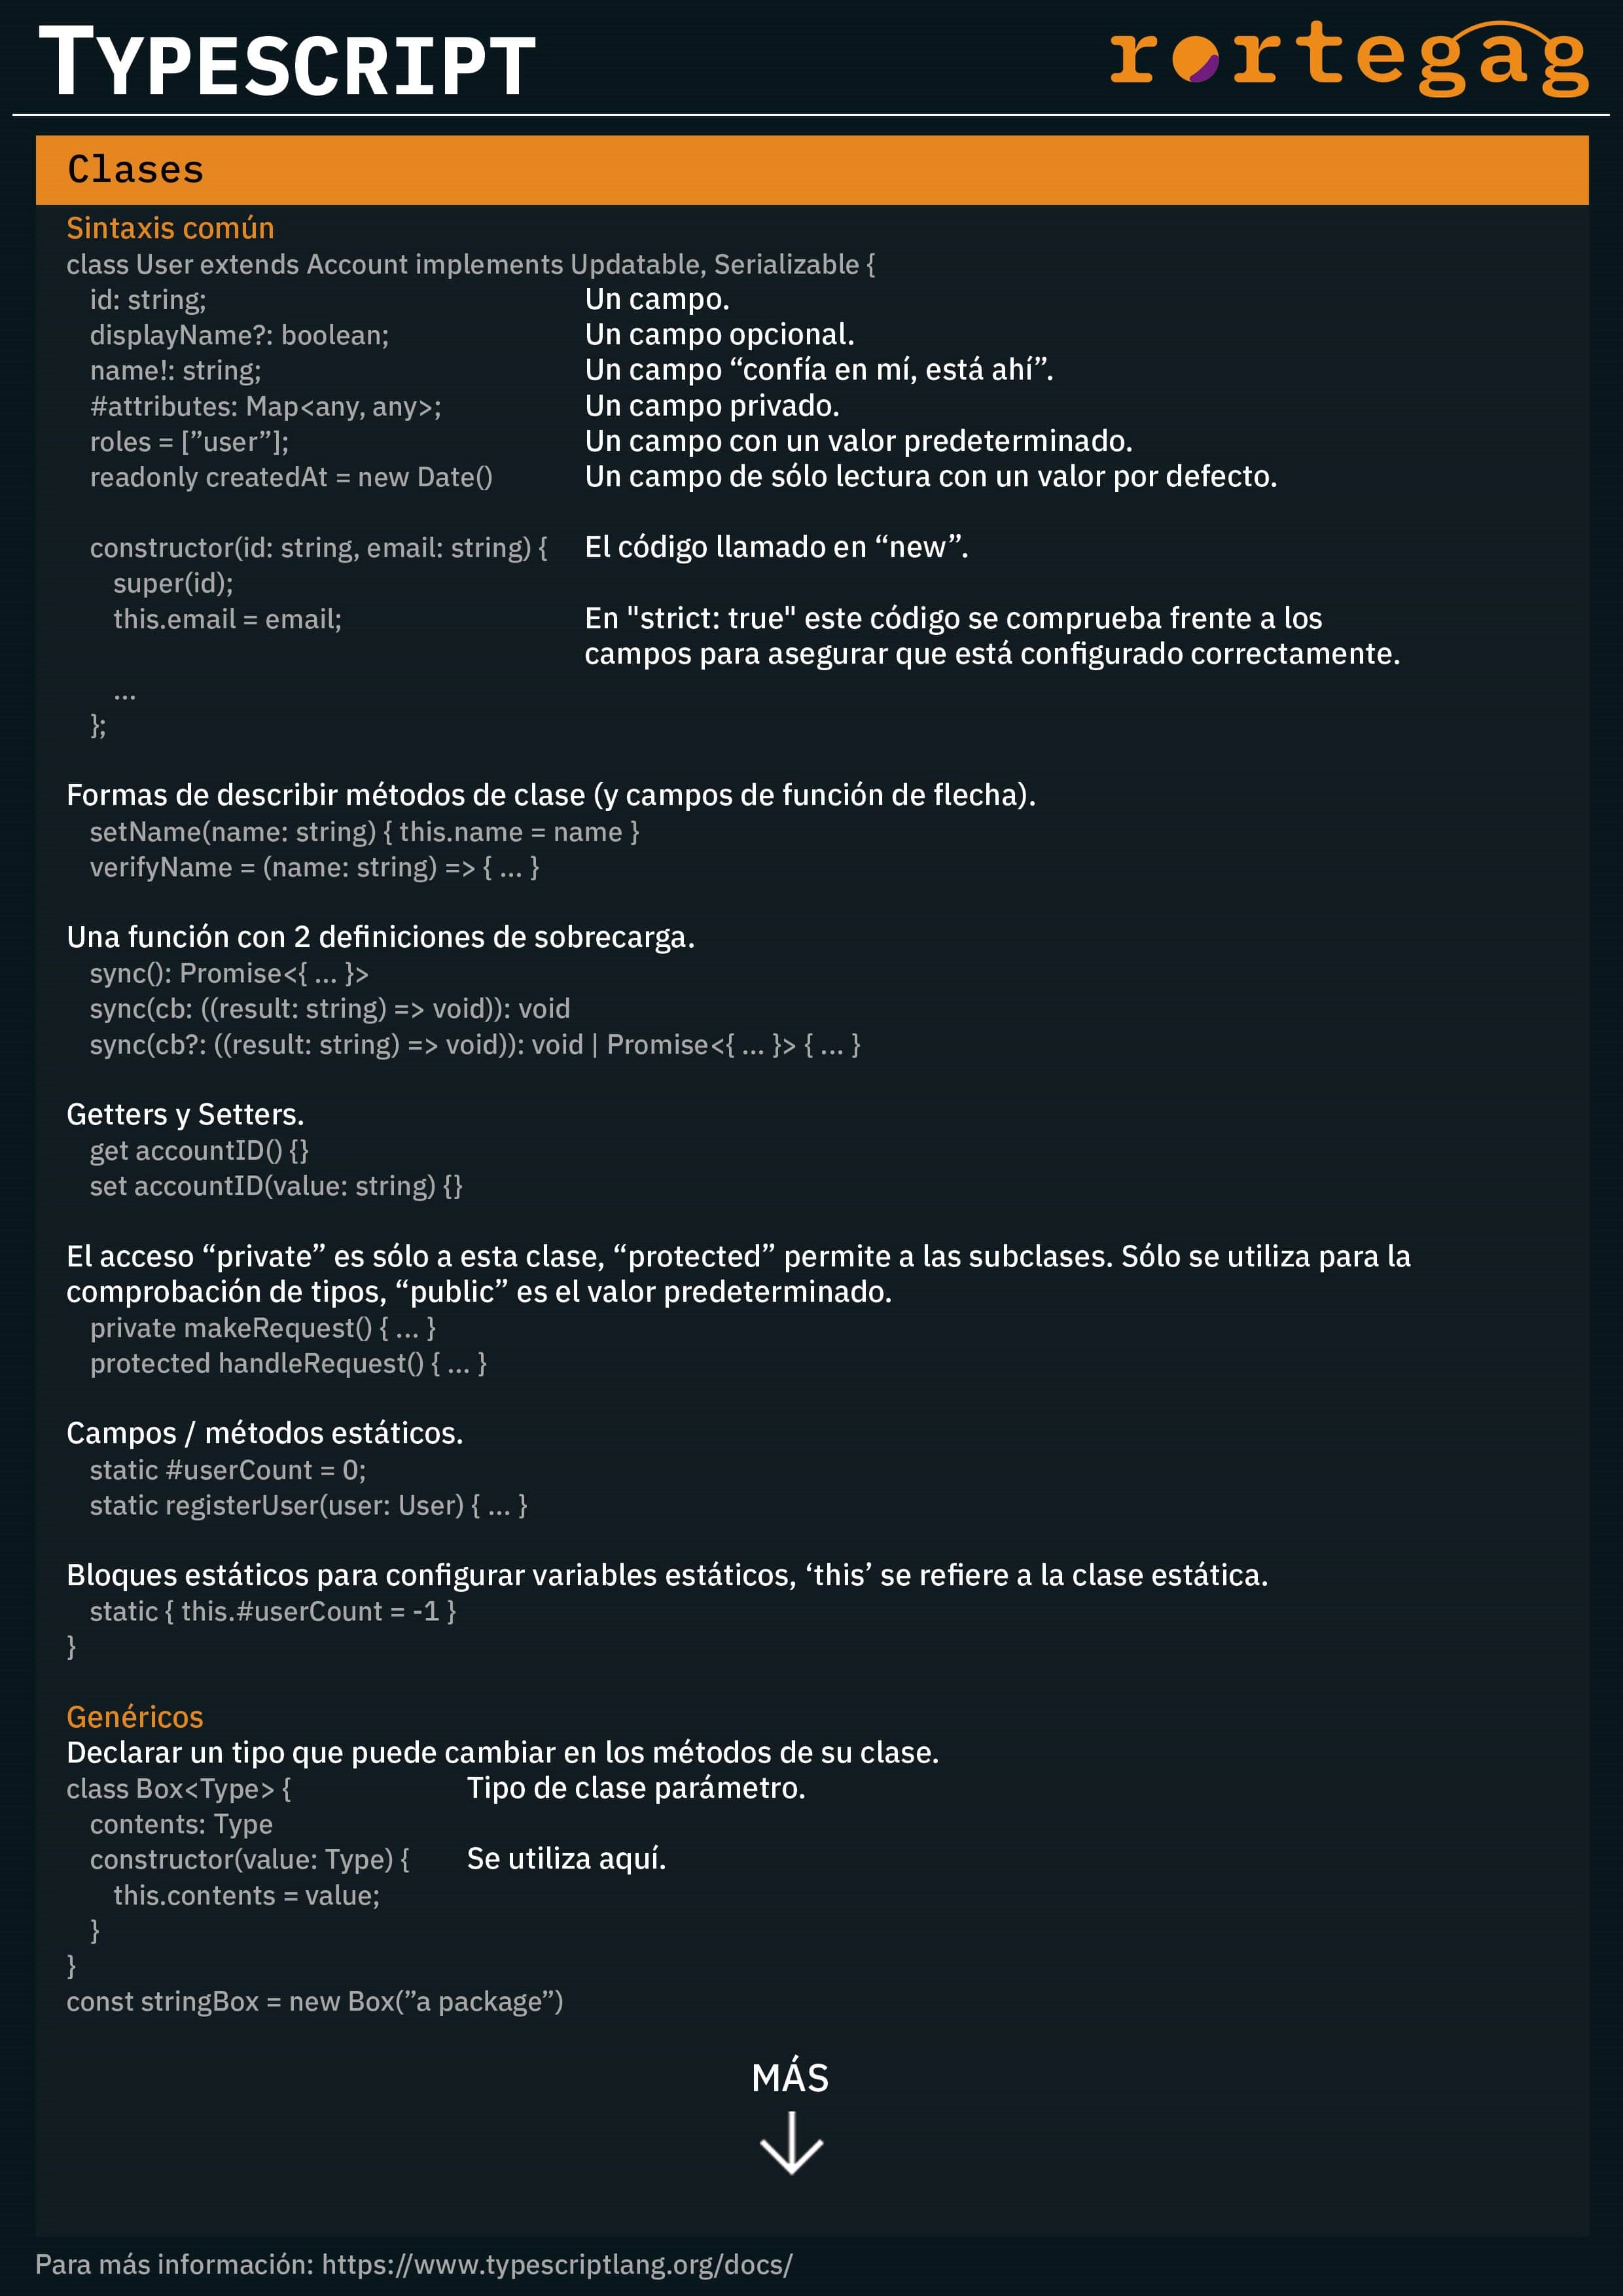 TYPESCRIPT
rortegag
Clases
Sintaxis común
class User extends Account implements Updatable, Serializable {
id: string; Un campo.
displayName?: boolean; Un campo opcional.
name!: string; Un campo “confía en mí, está ahí”.
#attributes: Map<any, any>; Un campo privado.
roles = [”user”]; Un campo con un valor predeterminado.
readonly createdAt = new Date() Un campo de sólo lectura con un valor por defecto.
constructor(id: string, email: string) { El código llamado en “new”.
super(id);
this.email = email; En "strict: true" este código se comprueba frente a los
campos para asegurar que está configurado correctamente.
...
};
Formas de describir métodos de clase (y campos de función de flecha).
setName(name: string) { this.name = name }
verifyName = (name: string) => { ... }
Una función con 2 definiciones de sobrecarga.
sync(): Promise<{ ... }>
sync(cb: ((result: string) => void)): void
sync(cb?: ((result: string) => void)): void | Promise<{ ... }> { ... }
Getters y Setters.
get accountID() {}
set accountID(value: string) {}
El acceso “private” es sólo a esta clase, “protected” permite a las subclases. Sólo se utiliza para la
comprobación de tipos, “public” es el valor predeterminado.
private makeRequest() { ... }
protected handleRequest() { ... }
Campos / métodos estáticos.
static #userCount = 0;
static registerUser(user: User) { ... }
Bloques estáticos para configurar variables estáticos, ‘this’ se refiere a la clase estática.
static { this.#userCount = -1 }
}
Genéricos
Declarar un tipo que puede cambiar en los métodos de su clase.
class Box<Type> { Tipo de clase parámetro.
contents: Type
constructor(value: Type) { Se utiliza aquí.
this.contents = value;
}
}
const stringBox = new Box(”a package”)
MÁS
Para más información: https://www.typescriptlang.org/docs/